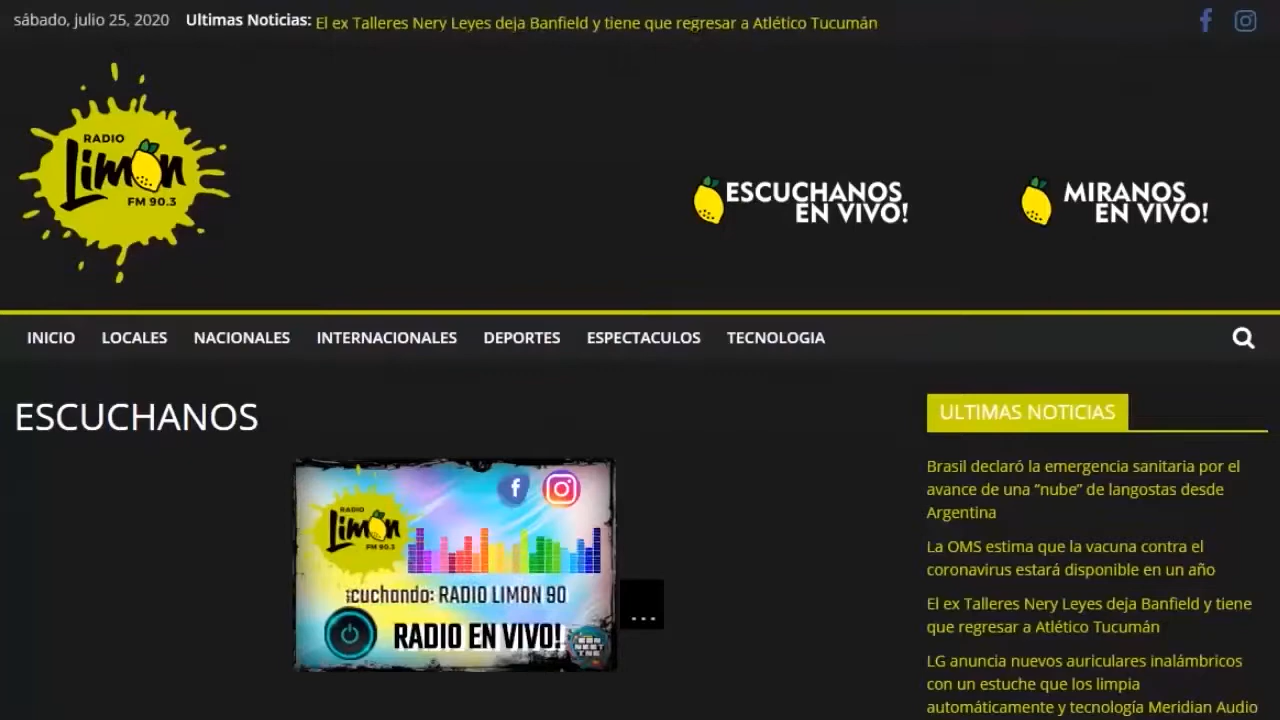 sábado, julio 25, 2020
Ultimas Noticias:
El ex Talleres Nery Leyes deja Banfield y tiene que regresar a Atlético Tucumán
RADIO
Limón
FM 90.3
ESCUCHANOS
EN VIVO!
MIRANOS
EN VIVO!
INICIO
LOCALES
NACIONALES
INTERNACIONALES
DEPORTES
ESPECTACULOS
TECNOLOGIA
ESCUCHANOS
RADIO
Limón
FM 90.3
cuchando: RADIO LIMON 90
RADIO EN VIVO!
...
ULTIMAS NOTICIAS
Brasil declaró la emergencia sanitaria por el
avance de una “nube” de langostas desde
Argentina
La OMS estima que la vacuna contra el
coronavirus estará disponible en un año
El ex Talleres Nery Leyes deja Banfield y tiene
que regresar a Atlético Tucumán
LG anuncia nuevos auriculares inalámbricos
con un estuche que los limpia
automáticamente y tecnología Meridian Audio